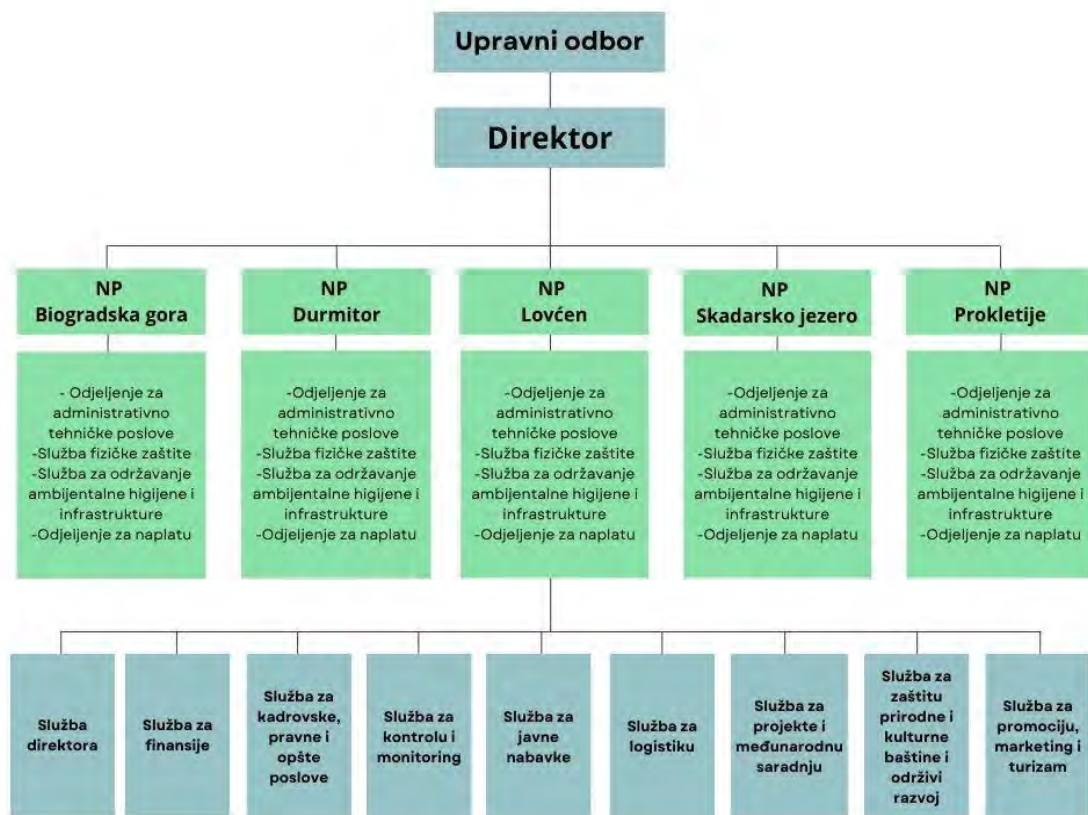 Upravni odbor
Direktor
NP
Biogradska gora
NP
Durmitor
NP
Lovćen
NP
Skadarsko jezero
NP
Prokletije
- Odjeljenje za
administrativno
tehničke poslove
-Služba fizičke zaštite
-Služba za održavanje
ambijentalne higijene i
infrastrukture
-Odjeljenje za naplatu
-Odjeljenje za
administrativno
tehničke poslove
-Služba fizičke zaštite
-Služba za održavanje
ambijentalne higijene i
infrastrukture
-Odjeljenje za naplatu
-Odjeljenje za
administrativno
tehničke poslove
-Služba fizičke zaštite
-Služba za održavanje
ambijentalne higijene i
infrastrukture
-Odjeljenje za naplatu
-Odjeljenje za
administrativno
tehničke poslove
-Služba fizičke zaštite
-Služba za održavanje
ambijentalne higijene i
infrastrukture
-Odjeljenje za naplatu
-Odjeljenje za
administrativno
tehničke poslove
-Služba fizičke zaštite
-Služba za održavanje
ambijentalne higijene i
infrastrukture
-Odjeljenje za naplatu
Služba
direktora
Služba za
finansije
Služba za
kadrovske,
pravne i
opšte
poslove
Služba za
kontrolu i
monitoring
Služba za
javne
nabavke
Služba za
logistiku
Služba za
projekte i
međunarodnu
saradnju
Služba za
zaštitu
prirodne i
kulturne
baštine i
održivi
razvoj
Služba za
promociju,
marketing i
turizam